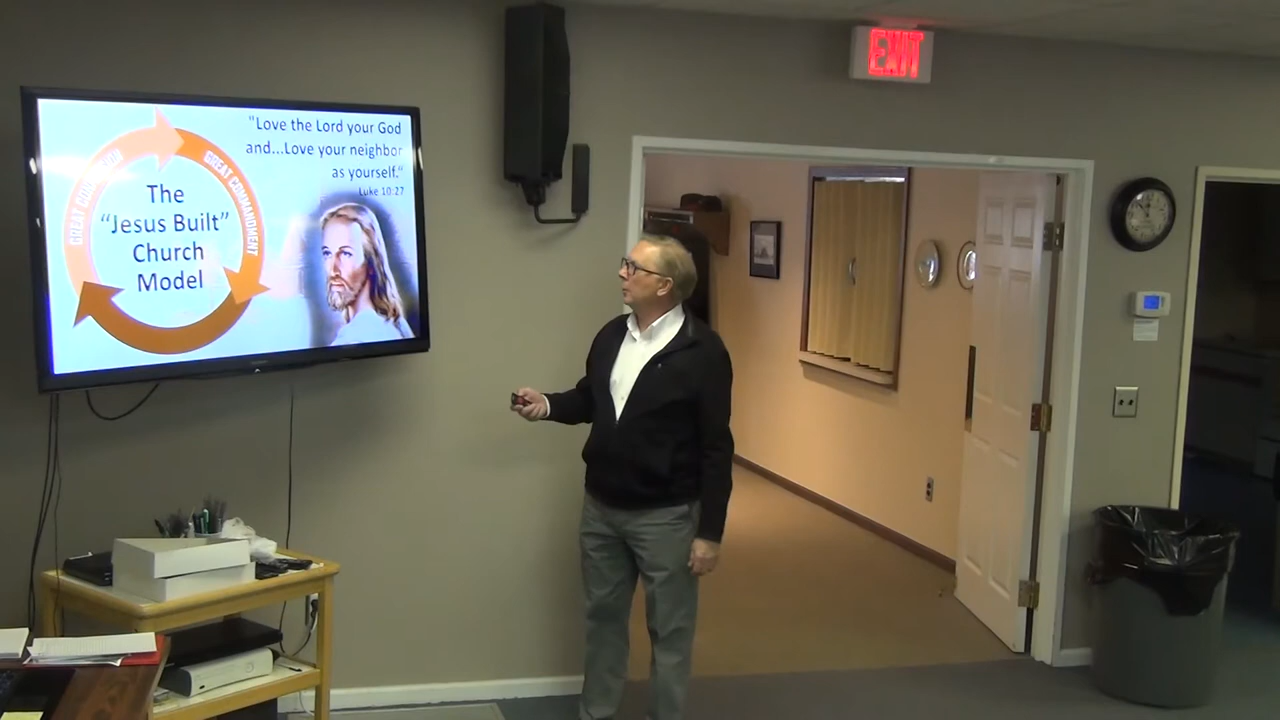 "Love the Lord your God
and...Love your neighbor
as yourself."
Luke 10:27
GREAT COMMANDMENT
GREAT
The
"Jesus Built"
Church
Model
EXIT